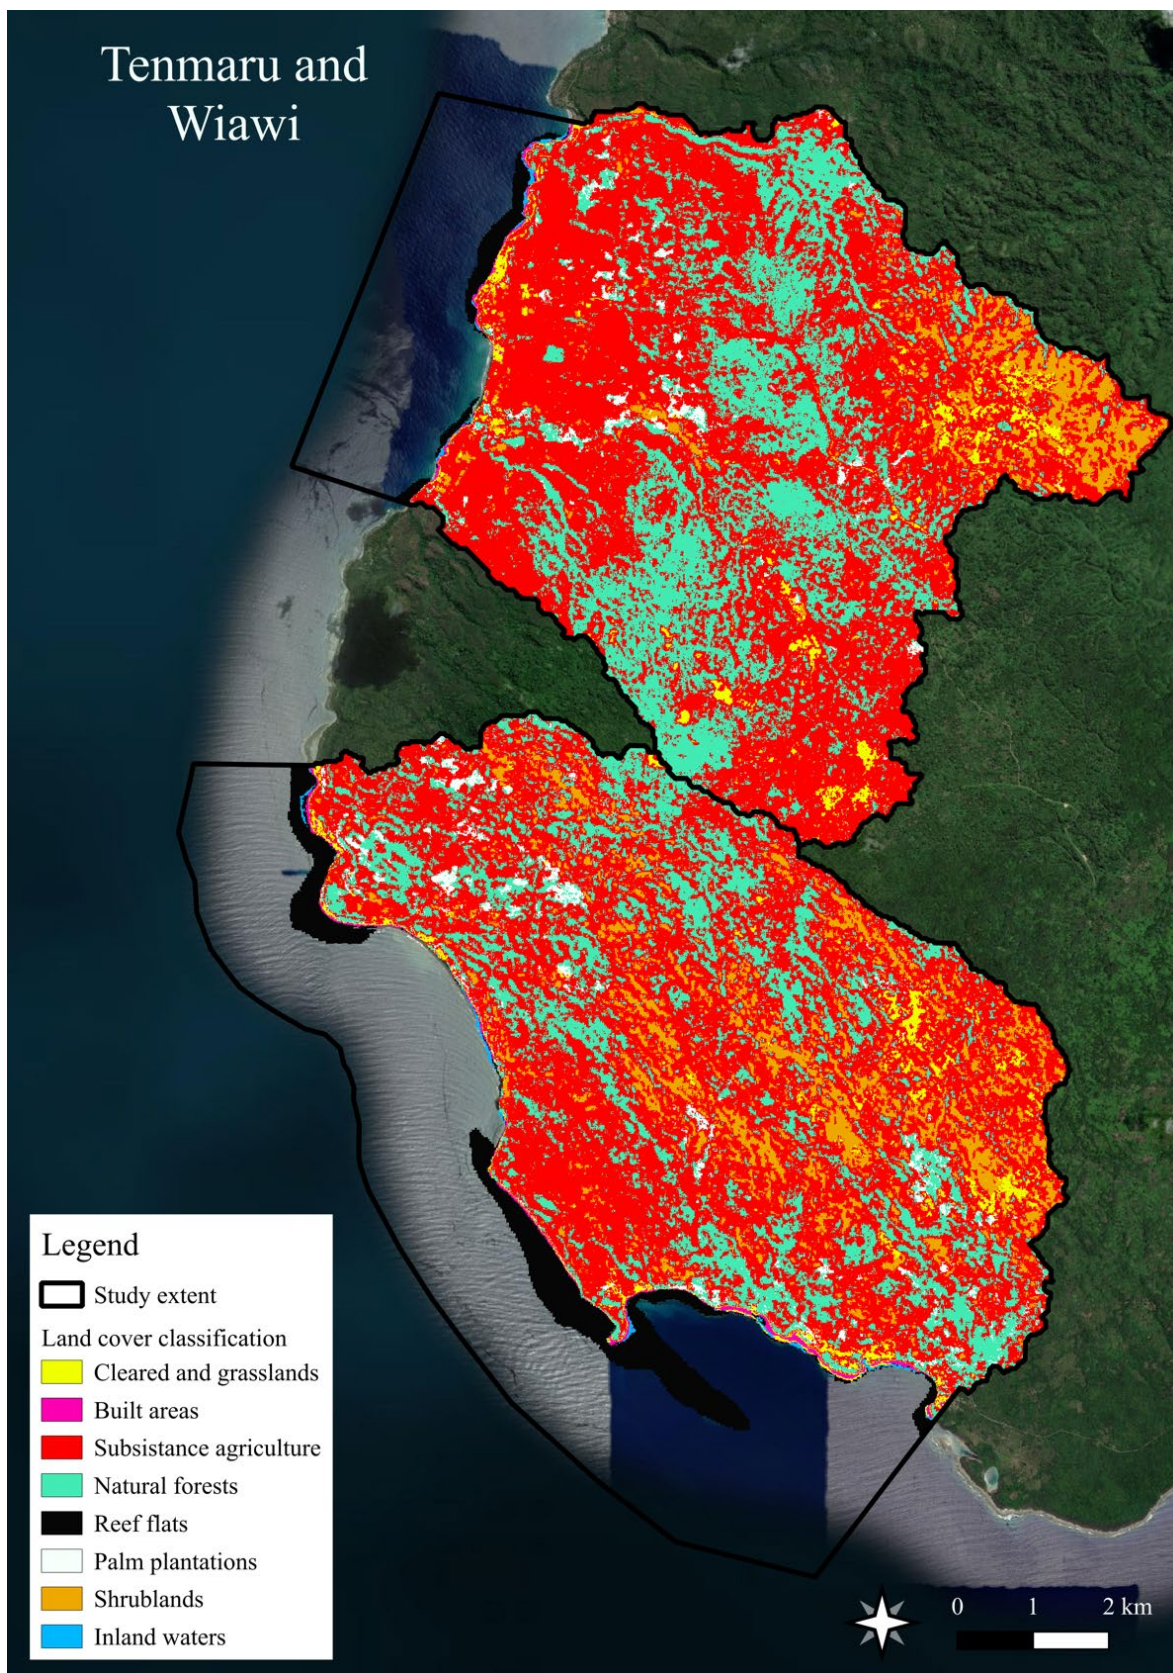 Tenmaru and
Wiawi
Legend
Study extent
Land cover classification
Cleared and grasslands
Built areas
Subsistance agriculture
Natural forests
Reef flats
Palm plantations
Shrublands
Inland waters
0 1 2 km